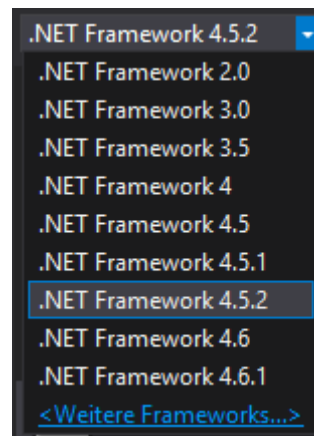 .NET Framework 4.5.2
.NET Framework 2.0
.NET Framework 3.0
.NET Framework 3.5
.NET Framework 4
.NET Framework 4.5
.NET Framework 4.5.1
.NET Framework 4.5.2
.NET Framework 4.6
.NET Framework 4.6.1
<Weitere Frameworks...>